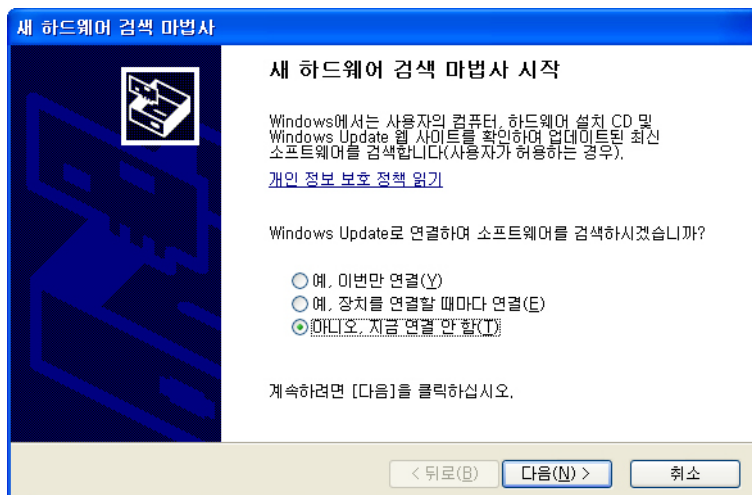 새 하드웨어 검색 마법사
새 하드웨어 검색 마법사 시작
Windows에서는 사용자의 컴퓨터, 하드웨어 설치 CD 및
Windows Update 웹 사이트를 확인하여 업데이트된 최신
소프트웨어를 검색합니다(사용자가 허용하는 경우).
개인 정보 보호 정책 읽기
Windows Update로 연결하여 소프트웨어를 검색하시겠습니까?
예, 이번만 연결(Y)
예, 장치를 연결할 때마다 연결(E)
아니오, 지금 연결 안 함(T)
계속하려면 [다음]을 클릭하십시오.
< 뒤로(B) 다음(N) > 취소